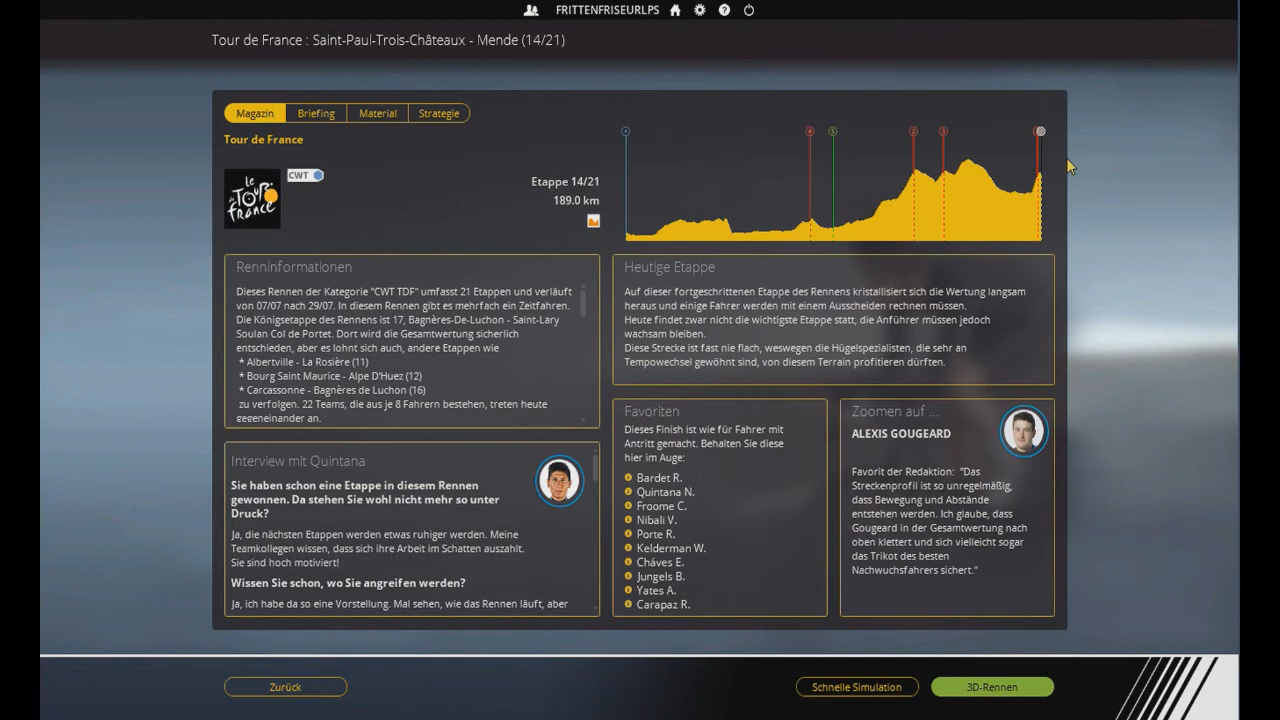 FRITTENFRISEURLPS
Tour de France : Saint-Paul-Trois-Châteaux - Mende (14/21)
Magazin Briefing Material Strategie
Tour de France
le Tour de france
CWT
Etappe 14/21
189.0 km
4 5 2 3
Renninformationen
Dieses Rennen der Kategorie "CWT TDF" umfasst 21 Etappen und verläuft
von 07/07 nach 29/07. In diesem Rennen gibt es mehrfach ein Zeitfahren.
Die Königsetappe des Rennens ist 17, Bagnères-De-Luchon - Saint-Lary
Soulan Col de Portet. Dort wird die Gesamtwertung sicherlich
entschieden, aber es lohnt sich auch, andere Etappen wie
* Albertville - La Rosière (11)
* Bourg Saint Maurice - Alpe D'Huez (12)
* Carcassonne - Bagnères de Luchon (16)
zu verfolgen. 22 Teams, die aus je 8 Fahrern bestehen, treten heute
gegeneinander an.
Heutige Etappe
Auf dieser fortgeschrittenen Etappe des Rennens kristallisiert sich die Wertung langsam
heraus und einige Fahrer werden mit einem Ausscheiden rechnen müssen.
Heute findet zwar nicht die wichtigste Etappe statt, die Anführer müssen jedoch
wachsam bleiben.
Diese Strecke ist fast nie flach, weswegen die Hügelspezialisten, die sehr an
Tempowechsel gewöhnt sind, von diesem Terrain profitieren dürften.
Interview mit Quintana
Sie haben schon eine Etappe in diesem Rennen
gewonnen. Da stehen Sie wohl nicht mehr so unter
Druck?
Ja, die nächsten Etappen werden etwas ruhiger werden. Meine
Teamkollegen wissen, dass sich ihre Arbeit im Schatten auszahlt.
Sie sind hoch motiviert!
Wissen Sie schon, wo Sie angreifen werden?
Ja, ich habe da so eine Vorstellung. Mal sehen, wie das Rennen läuft, aber
Favoriten
Dieses Finish ist wie für Fahrer mit
Antritt gemacht. Behalten Sie diese
hier im Auge:
Bardet R.
Quintana N.
Froome C.
Nibali V.
Porte R.
Kelderman W.
Cháves E.
Jungels B.
Yates A.
Carapaz R.
Zoomen auf ...
ALEXIS GOUGEARD
Favorit der Redaktion: "Das
Streckenprofil ist so unregelmäßig,
dass Bewegung und Abstände
entstehen werden. Ich glaube, dass
Gougeard in der Gesamtwertung nach
oben klettert und sich vielleicht sogar
das Trikot des besten
Nachwuchsfahrers sichert."
Zurück
Schnelle Simulation
3D-Rennen